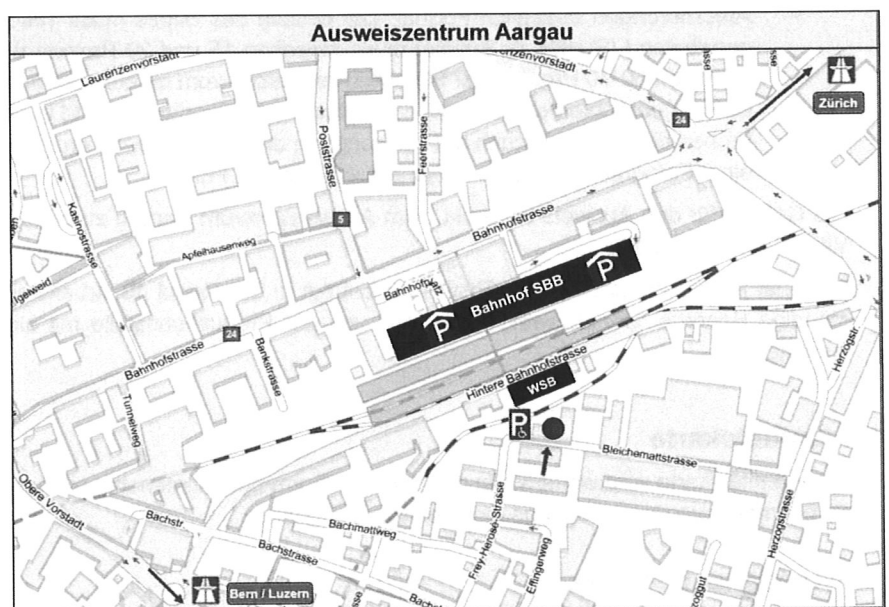 Ausweiszentrum Aargau
Laurenzenvorstadt
Zürich
24
Poststrasse
Feerstrasse
Kasinostrasse
5
Bahnhofstrasse
Apfelhausenweg
Igelweid
Bahnhofplatz
P Bahnhof SBB P
24
Bahnhofstrasse
Bankstrasse
Hintere Bahnhofstrasse
WSB
Herzogstr.
Tunnelweg
P
Bleichemattstrasse
Obere Vorstadt
Bachstr.
Bachmattweg
Bachstrasse
Frey-Herosé-Strasse
Effingerweg
Herzogstrasse
Bern / Luzern